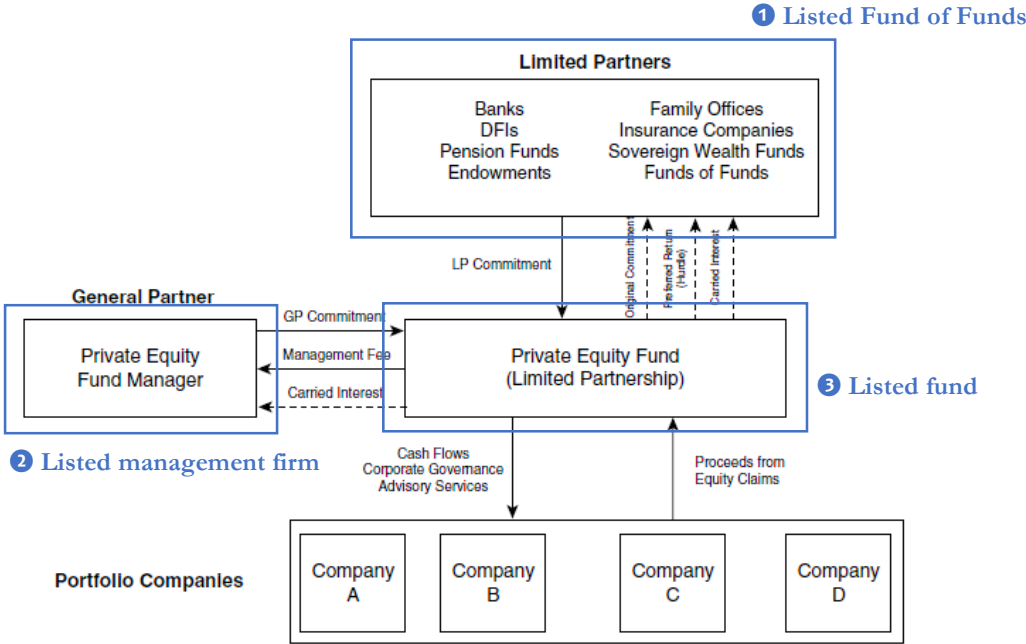 ❶ Listed Fund of Funds
Limited Partners
Banks
DFIs
Pension Funds
Endowments
Family Offices
Insurance Companies
Sovereign Wealth Funds
Funds of Funds
LP Commitment
Original Commitment
Preferred Return
(Hurdle)
Carried Interest
General Partner
Private Equity
Fund Manager
GP Commitment
Management Fee
Carried Interest
Private Equity Fund
(Limited Partnership)
❸ Listed fund
❷ Listed management firm
Cash Flows
Corporate Governance
Advisory Services
Proceeds from
Equity Claims
Portfolio Companies
Company
A
Company
B
Company
C
Company
D